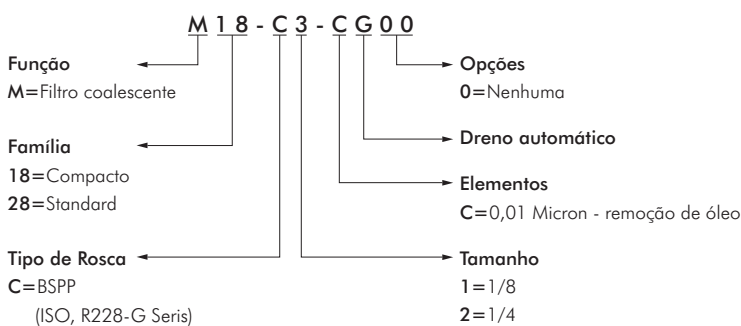 M18-C3-CG00
Função
M=Filtro coalescente
Família
18=Compacto
28=Standard
Tipo de Rosca
C=BSPP
(ISO, R228-G Seris)
Opções
0=Nenhuma
Dreno automático
Elementos
C=0,01 Micron - remoção de óleo
Tamanho
1=1/8
2=1/4